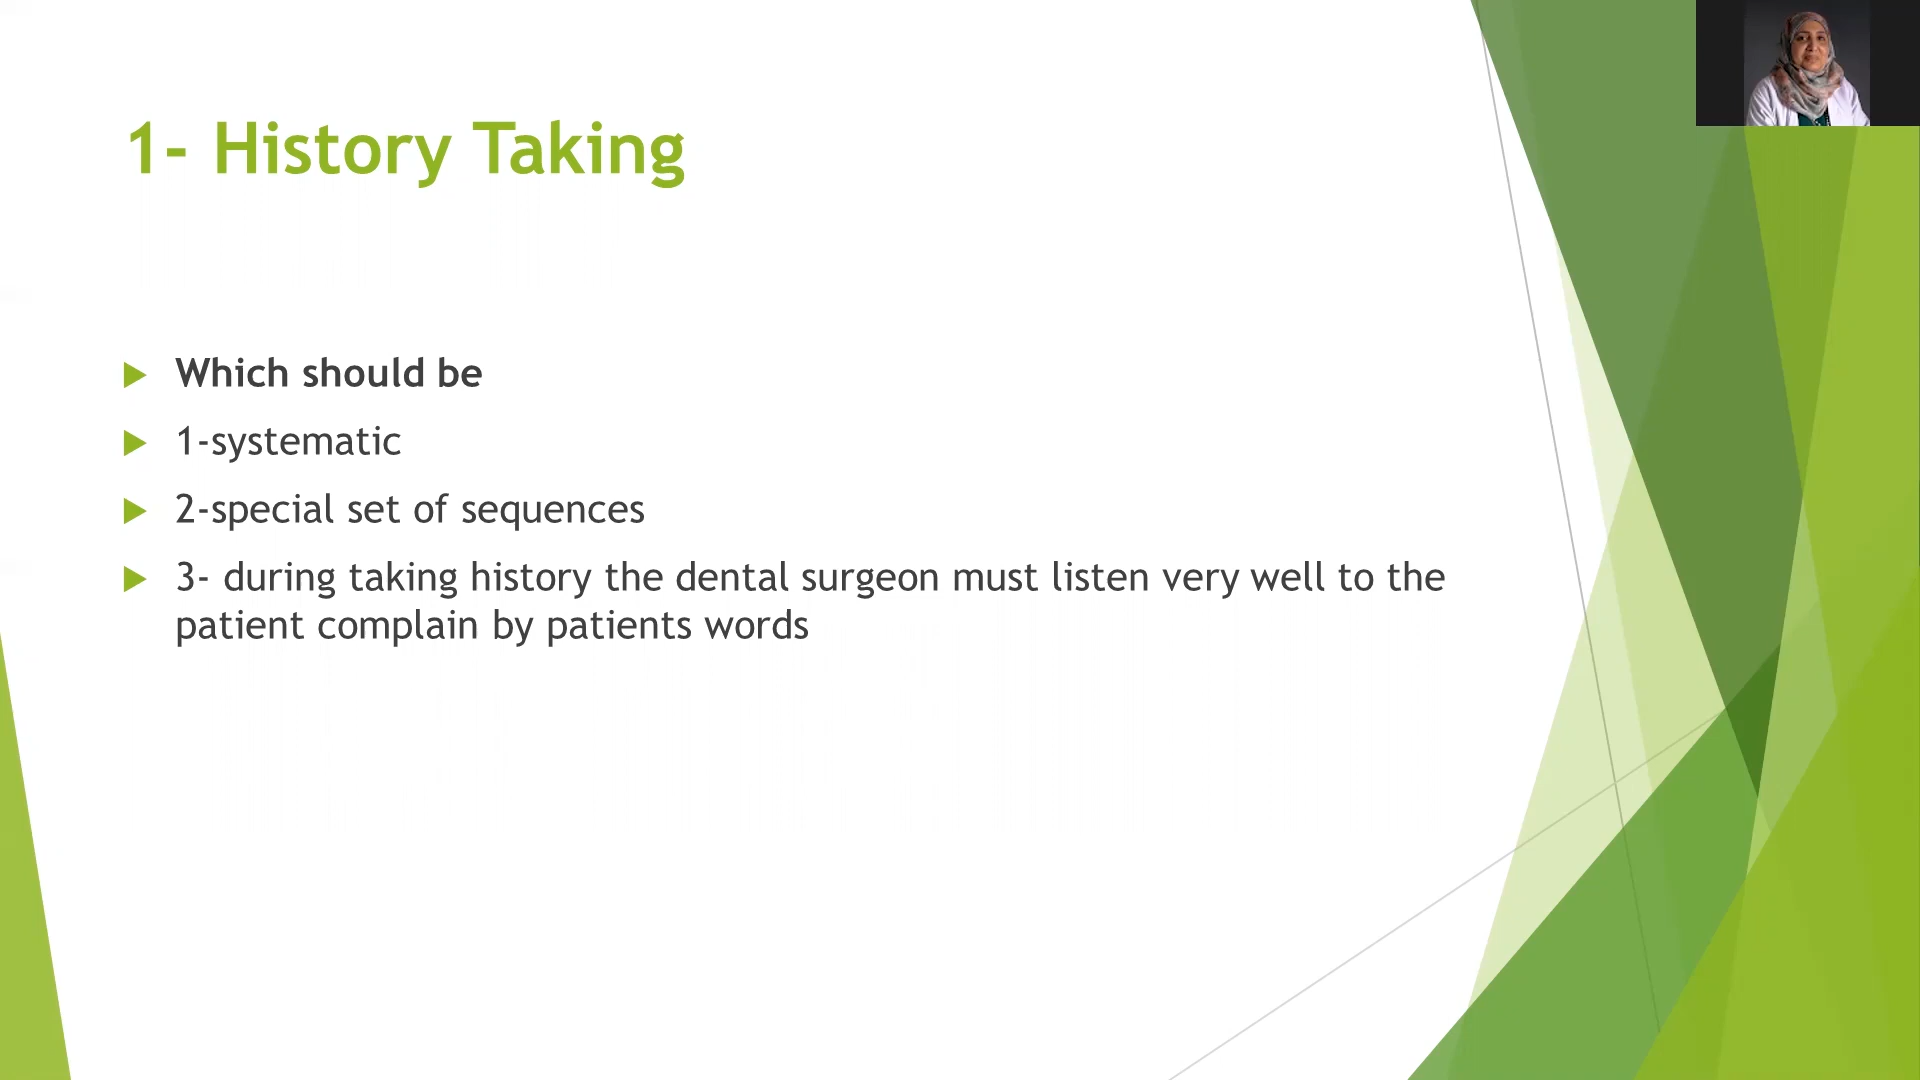 1- History Taking
Which should be
1-systematic
2-special set of sequences
3- during taking history the dental surgeon must listen very well to the
patient complain by patients words